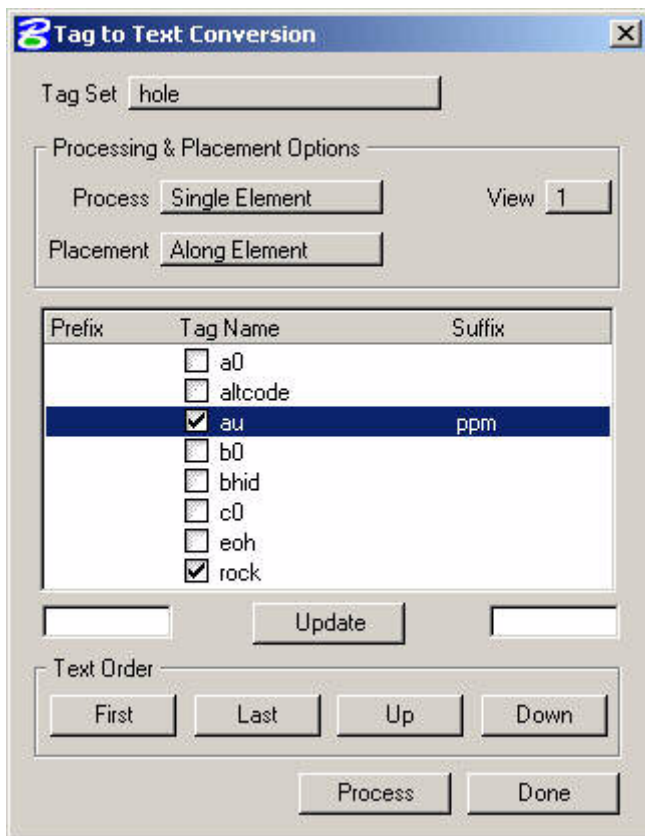 Tag to Text Conversion
Tag Set hole
Processing & Placement Options
Process Single Element View 1
Placement Along Element
Prefix Tag Name Suffix
a0
altcode
au ppm
b0
bhid
c0
eoh
rock
Update
Text Order
First Last Up Down
Process Done